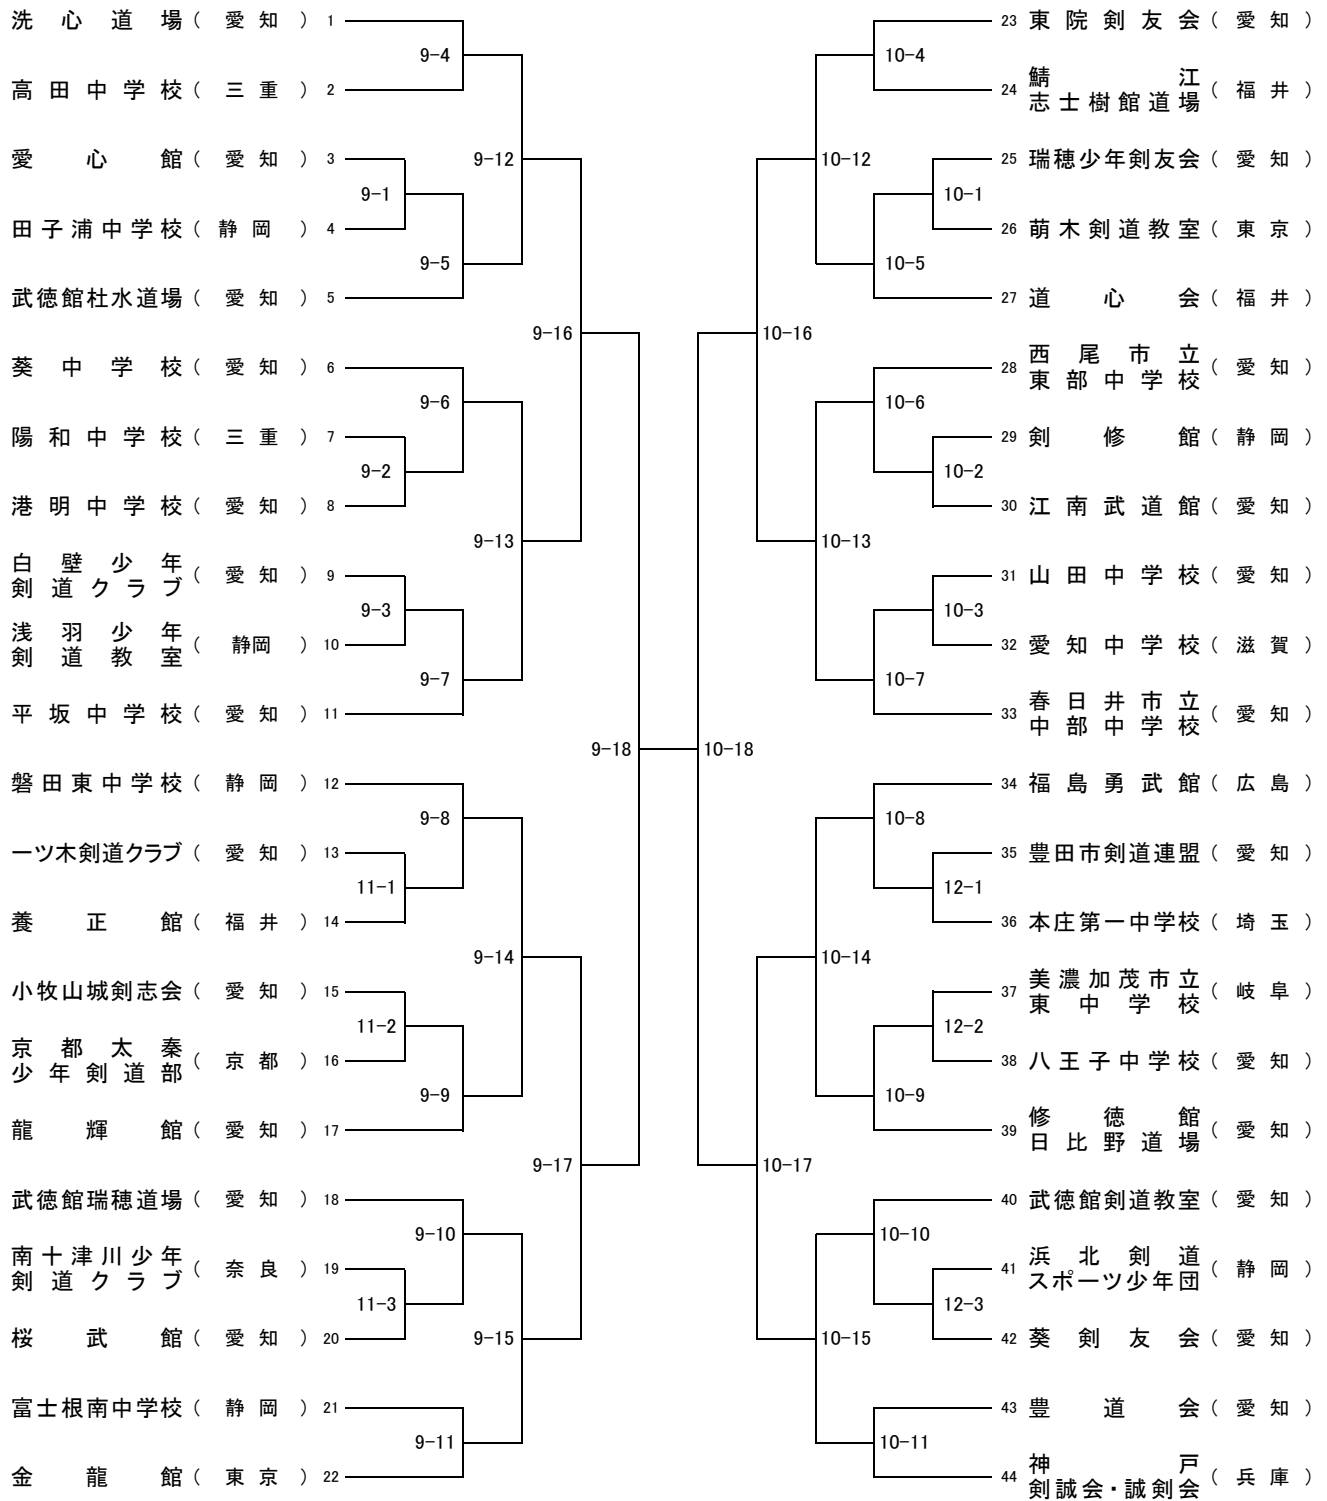 洗心道場（愛知）1
9-4
高田中学校（三重）2
愛心館（愛知）3
9-12
9-1
田子浦中学校（静岡）4
9-5
武徳館杜水道場（愛知）5
9-16
葵中学校（愛知）6
9-6
陽和中学校（三重）7
9-2
港明中学校（愛知）8
9-13
白壁少年
剣道クラブ（愛知）9
9-3
浅羽少年
剣道教室（静岡）10
9-7
平坂中学校（愛知）11
9-18
磐田東中学校（静岡）12
9-8
一ツ木剣道クラブ（愛知）13
11-1
養正館（福井）14
9-14
小牧山城剣志会（愛知）15
11-2
京都太秦
少年剣道部（京都）16
9-9
龍輝館（愛知）17
9-17
武徳館瑞穂道場（愛知）18
9-10
南十津川少年
剣道クラブ（奈良）19
11-3
桜武館（愛知）20
9-15
富士根南中学校（静岡）21
9-11
金龍館（東京）22
23 東院剣友会（愛知）
10-4
24 鯖江
志士樹館道場（福井）
25 瑞穂少年剣友会（愛知）
10-12
10-1
26 萌木剣道教室（東京）
10-5
27 道心会（福井）
10-16
28 西尾市立
東部中学校（愛知）
10-6
29 剣修館（静岡）
10-2
30 江南武道館（愛知）
10-13
31 山田中学校（愛知）
10-3
32 愛知中学校（滋賀）
10-7
33 春日井市立
中部中学校（愛知）
10-18
34 福島勇武館（広島）
10-8
35 豊田市剣道連盟（愛知）
12-1
36 本庄第一中学校（埼玉）
10-14
37 美濃加茂市立
東中学校（岐阜）
12-2
38 八王子中学校（愛知）
10-9
39 修徳館
日比野道場（愛知）
10-17
40 武徳館剣道教室（愛知）
10-10
41 浜北剣道
スポーツ少年団（静岡）
12-3
42 葵剣友会（愛知）
10-15
43 豊道会（愛知）
10-11
44 神戸
剣誠会・誠剣会（兵庫）